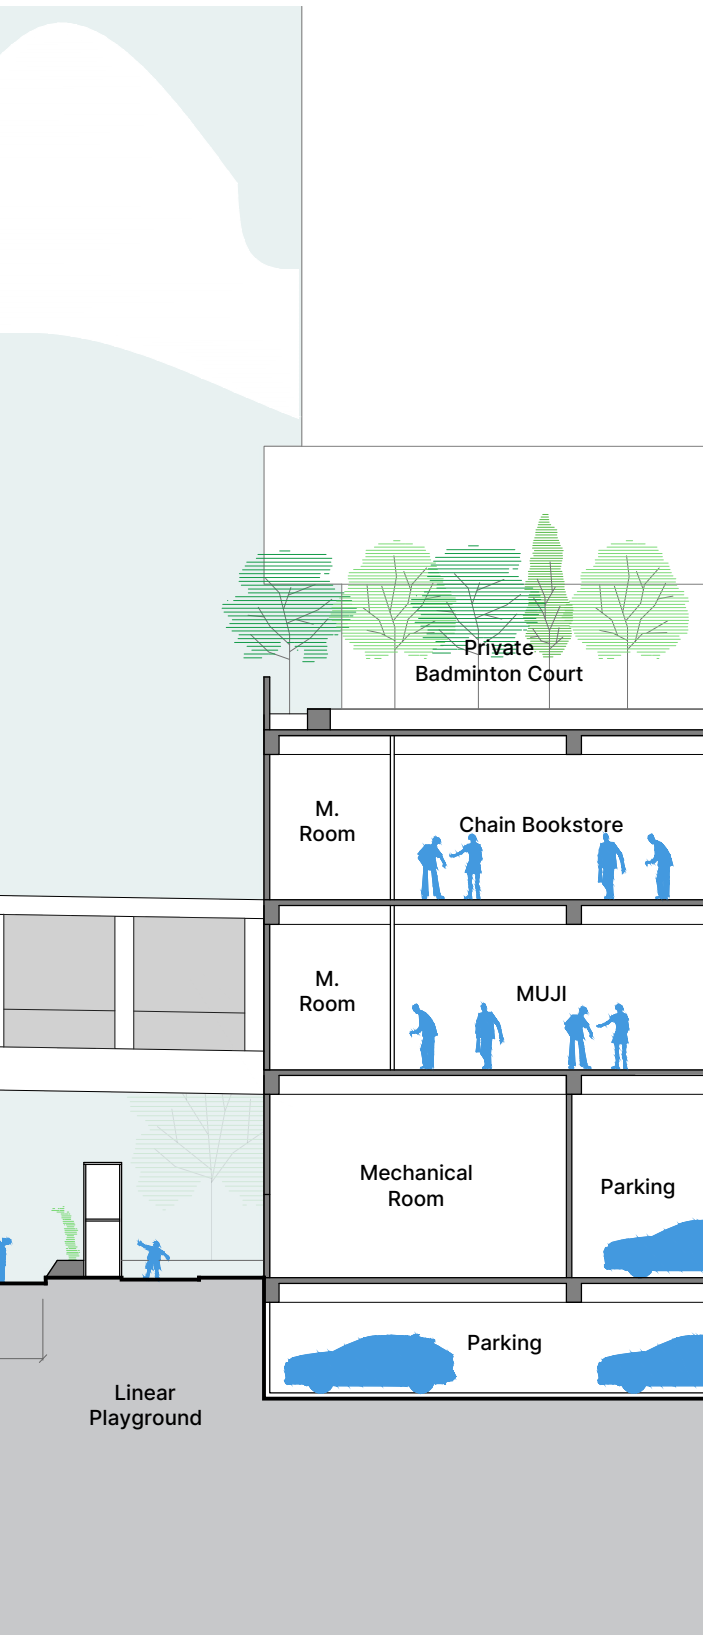 Private
Badminton Court
M.
Room
Chain Bookstore
M.
Room
MUJI
Mechanical
Room
Parking
Parking
Linear
Playground